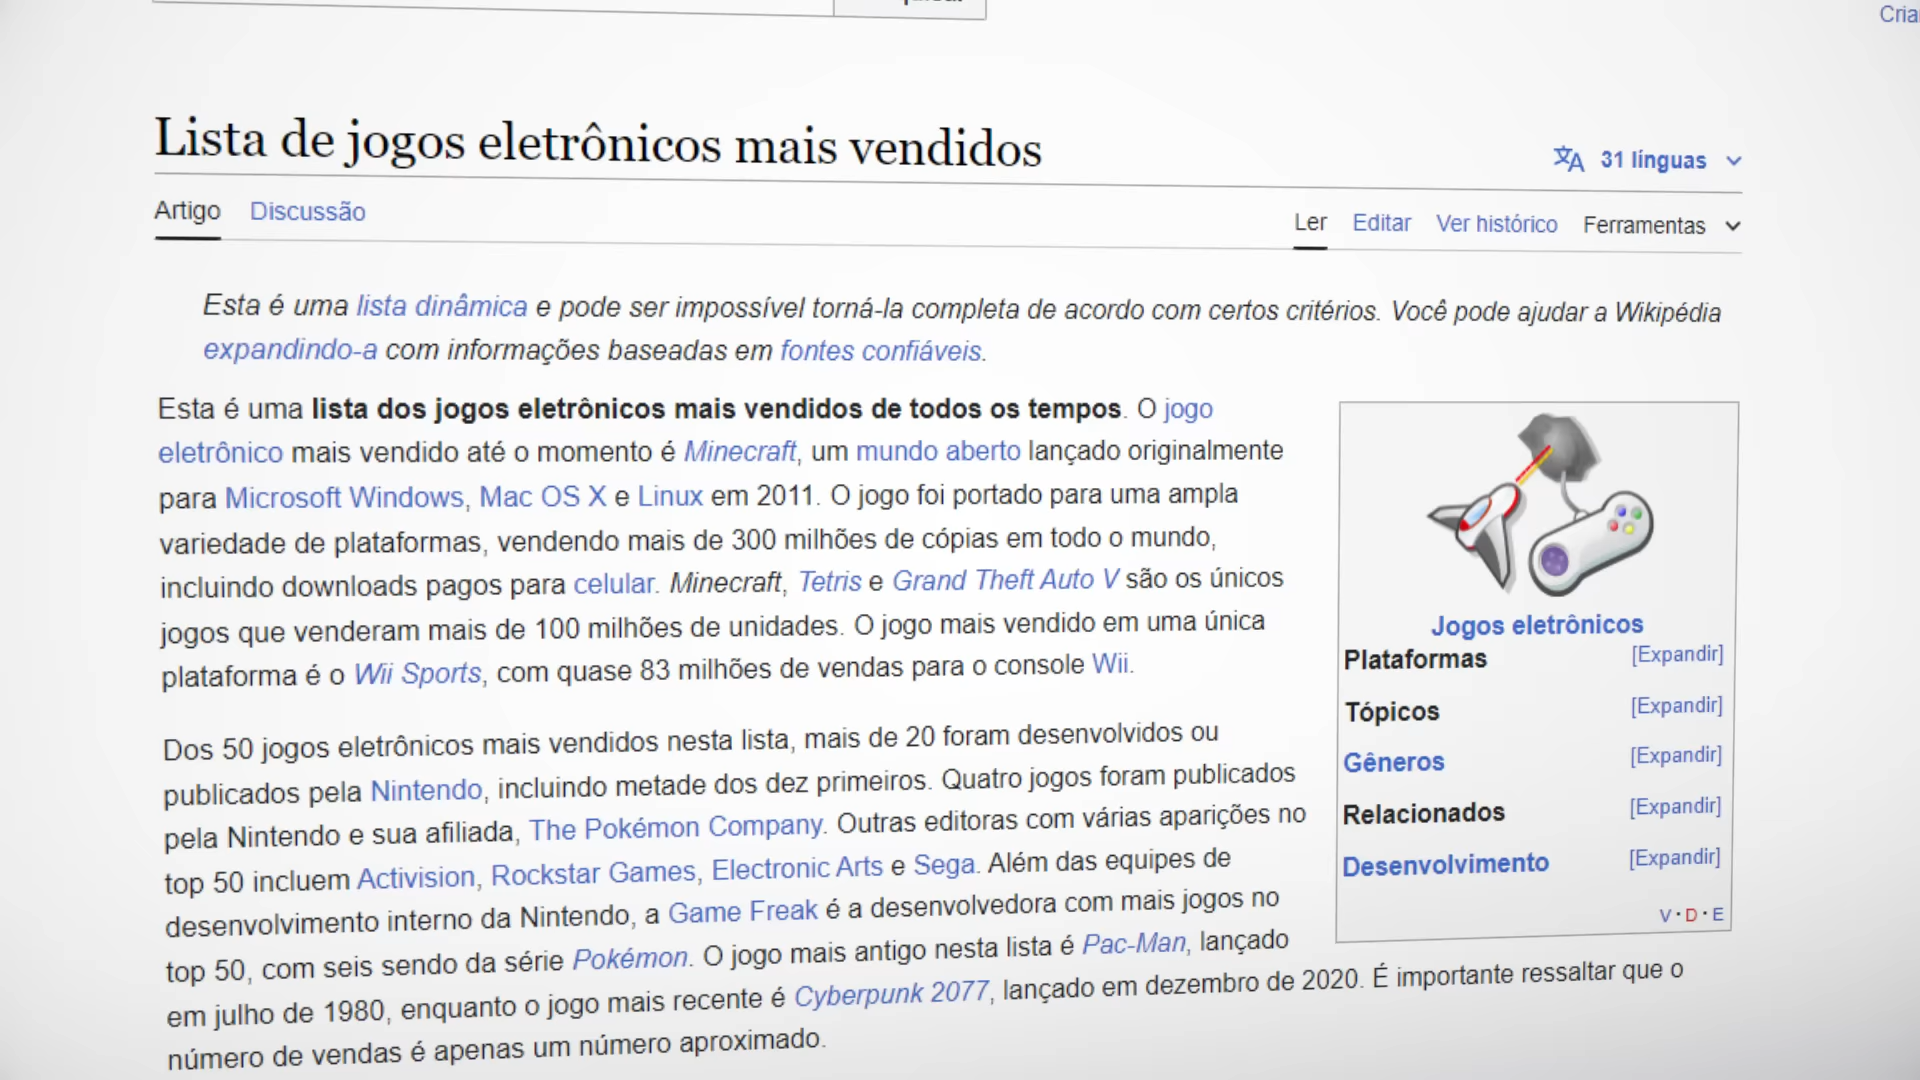 Cria
Lista de jogos eletrônicos mais vendidos
31 línguas
Artigo Discussão
Ler Editar Ver histórico Ferramentas
Esta é uma lista dinâmica e pode ser impossível torná-la completa de acordo com certos critérios. Você pode ajudar a Wikipédia
expandindo-a com informações baseadas em fontes confiáveis.
Esta é uma lista dos jogos eletrônicos mais vendidos de todos os tempos. O jogo
eletrônico mais vendido até o momento é Minecraft, um mundo aberto lançado originalmente
para Microsoft Windows, Mac OS X e Linux em 2011. O jogo foi portado para uma ampla
variedade de plataformas, vendendo mais de 300 milhões de cópias em todo o mundo,
incluindo downloads pagos para celular. Minecraft, Tetris e Grand Theft Auto V são os únicos
jogos que venderam mais de 100 milhões de unidades. O jogo mais vendido em uma única
plataforma é o Wii Sports, com quase 83 milhões de vendas para o console Wii.
Dos 50 jogos eletrônicos mais vendidos nesta lista, mais de 20 foram desenvolvidos ou
publicados pela Nintendo, incluindo metade dos dez primeiros. Quatro jogos foram publicados
pela Nintendo e sua afiliada, The Pokémon Company. Outras editoras com várias aparições no
top 50 incluem Activision, Rockstar Games, Electronic Arts e Sega. Além das equipes de
desenvolvimento interno da Nintendo, a Game Freak é a desenvolvedora com mais jogos no
top 50, com seis sendo da série Pokémon. O jogo mais antigo nesta lista é Pac-Man, lançado
em julho de 1980, enquanto o jogo mais recente é Cyberpunk 2077, lançado em dezembro de 2020. É importante ressaltar que o
número de vendas é apenas um número aproximado.
Jogos eletrônicos
Plataformas [Expandir]
Tópicos [Expandir]
Gêneros [Expandir]
Relacionados [Expandir]
Desenvolvimento [Expandir]
V · D · E